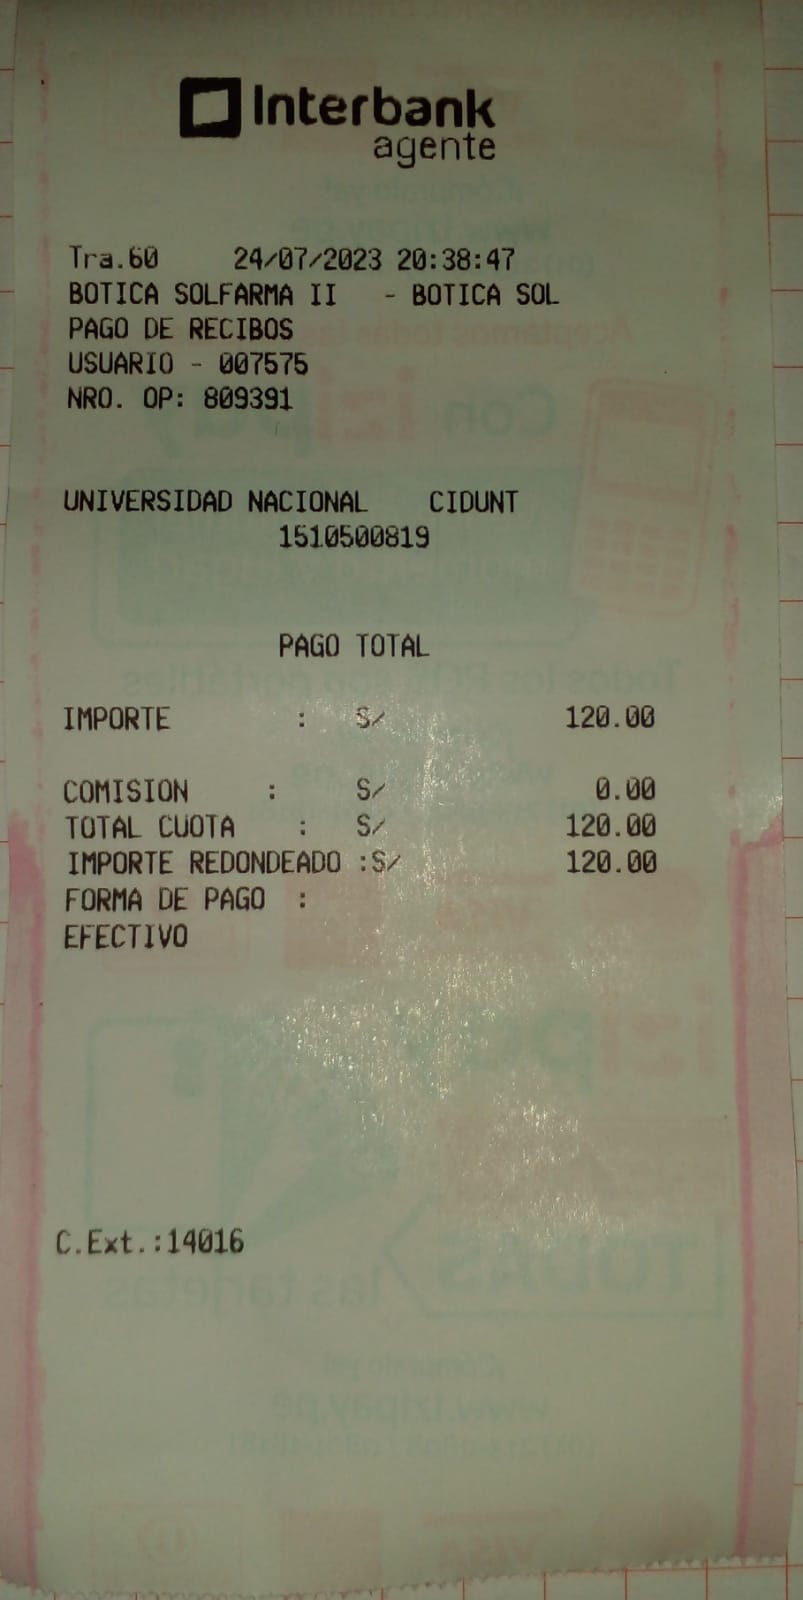 Interbank
agente
Tra.60 24/07/2023 20:38:47
BOTICA SOLFARMA II - BOTICA SOL
PAGO DE RECIBOS
USUARIO - 007575
NRO. OP: 809391
UNIVERSIDAD NACIONAL CIDUNT
1510500819
PAGO TOTAL
IMPORTE : S/ 120.00
COMISION : S/ 0.00
TOTAL CUOTA : S/ 120.00
IMPORTE REDONDEADO :S/ 120.00
FORMA DE PAGO :
EFECTIVO
C.Ext.:14016